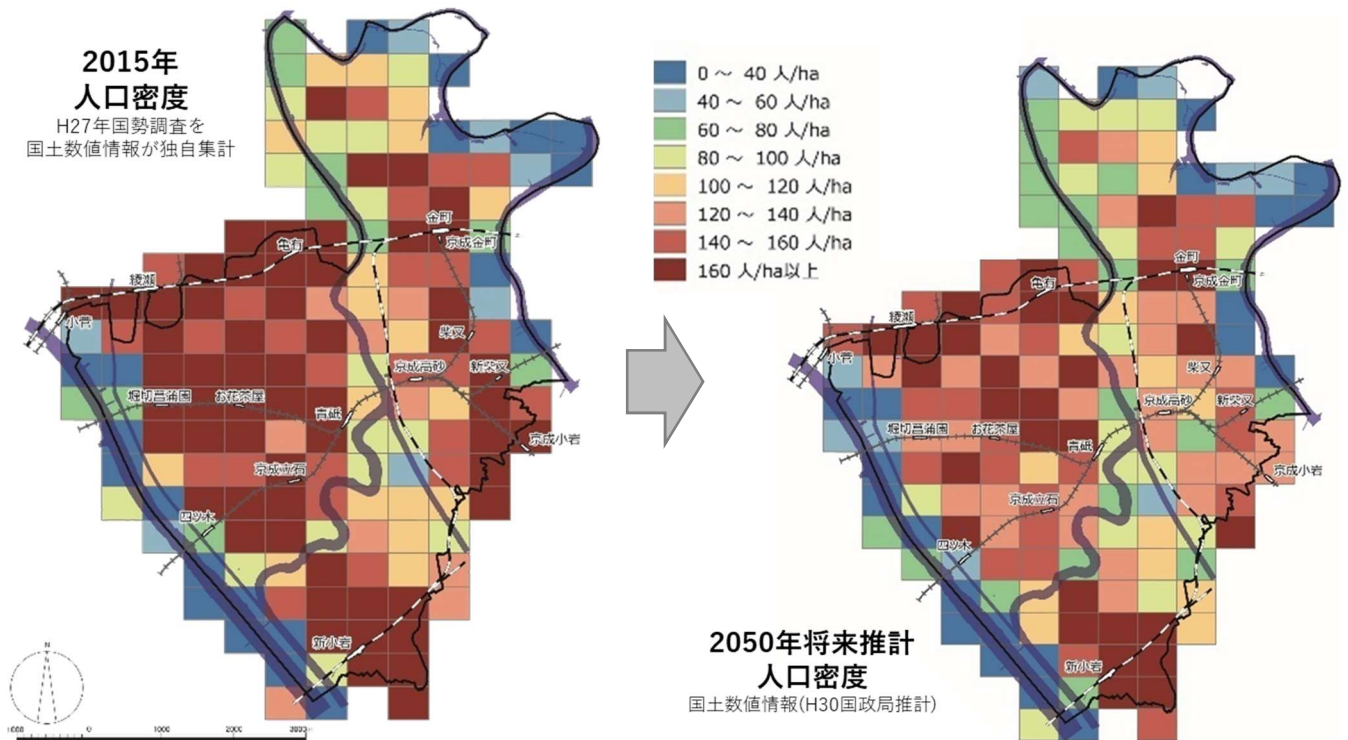 2015年
人口密度
H27年国勢調査を
国土数値情報が独自集計
0 ～ 40 人/ha
40 ～ 60 人/ha
60 ～ 80 人/ha
80 ～ 100 人/ha
100 ～ 120 人/ha
120 ～ 140 人/ha
140 ～ 160 人/ha
160 人/ha以上
金町
亀有
京成金町
綾瀬
小菅
柴又
京成高砂
新柴又
堀切菖蒲園
お花茶屋
青砥
京成小岩
京成立石
四ツ木
新小岩
N
1000
0
1000
2000
3000m
金町
亀有
京成金町
綾瀬
小菅
柴又
京成高砂
新柴又
堀切菖蒲園
お花茶屋
青砥
京成小岩
京成立石
四ツ木
新小岩
2050年将来推計
人口密度
国土数値情報(H30国政局推計)